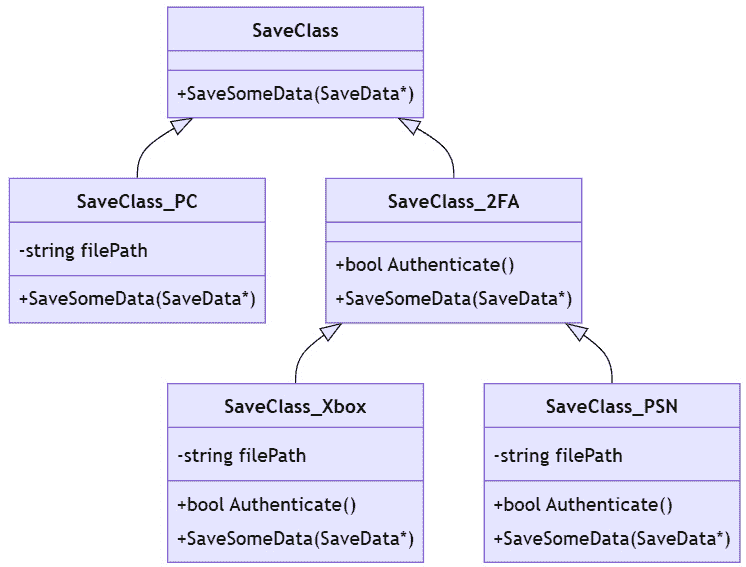 SaveClass
+SaveSomeData(SaveData*)
SaveClass_PC
-string filePath
+SaveSomeData(SaveData*)
SaveClass_2FA
+bool Authenticate()
+SaveSomeData(SaveData*)
SaveClass_Xbox
-string filePath
+bool Authenticate()
+SaveSomeData(SaveData*)
SaveClass_PSN
-string filePath
+bool Authenticate()
+SaveSomeData(SaveData*)